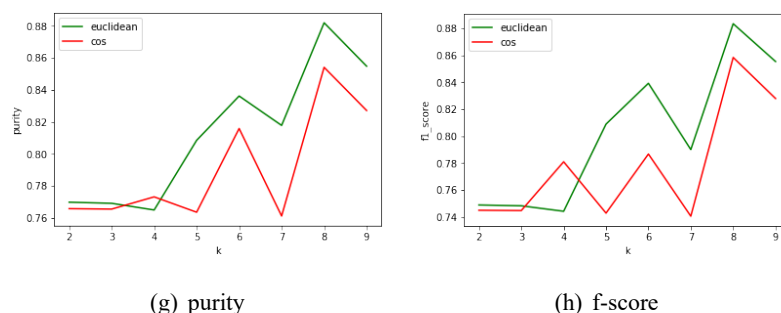 euclidean
cos
0.88
0.86
0.84
0.82
0.80
0.78
0.76
purity
2 3 4 5 6 7 8 9
k
(g) purity
euclidean
cos
0.88
0.86
0.84
0.82
0.80
0.78
0.76
0.74
f1_score
2 3 4 5 6 7 8 9
k
(h) f-score